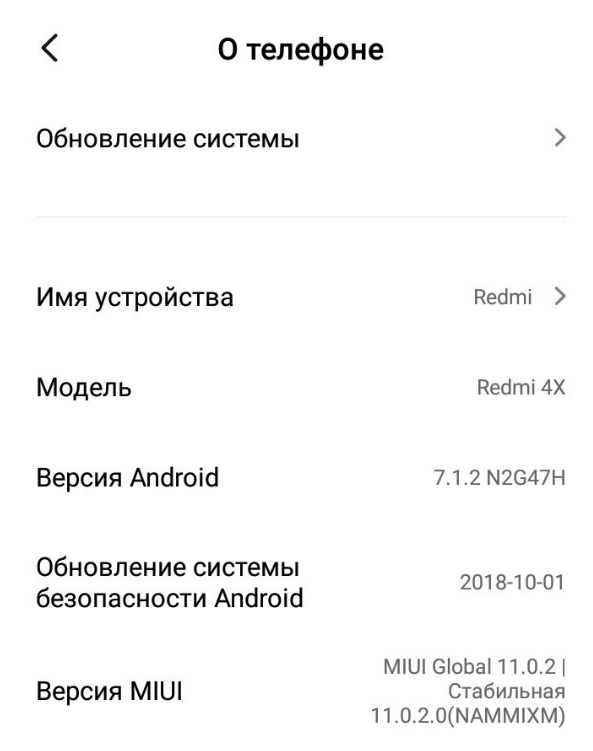 О телефоне
Обновление системы
Имя устройства Redmi
Модель Redmi 4X
Версия Android 7.1.2 N2G47H
Обновление системы
безопасности Android 2018-10-01
Версия MIUI MIUI Global 11.0.2 |
Стабильная
11.0.2.0(NAMMIXM)